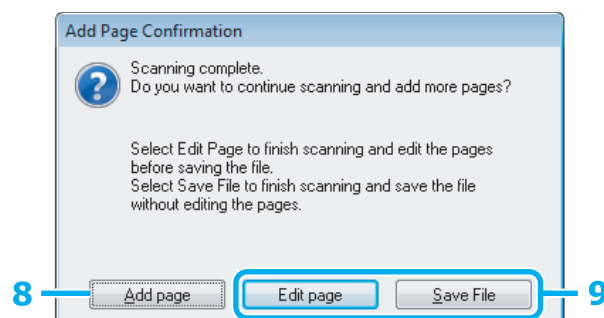 Add Page Confirmation
Scanning complete.
Do you want to continue scanning and add more pages?
Select Edit Page to finish scanning and edit the pages
before saving the file.
Select Save File to finish scanning and save the file
without editing the pages.
8 Add page Edit page Save File 9